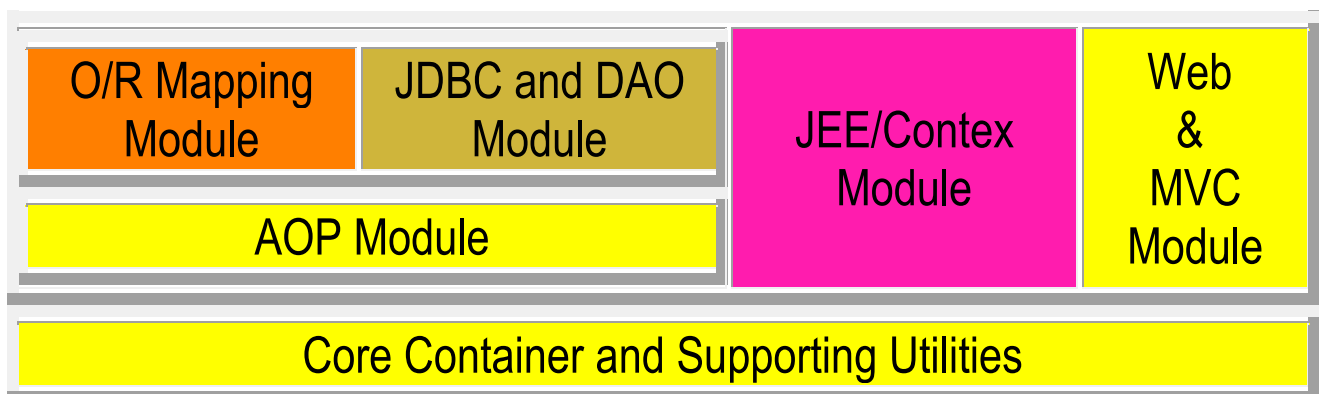 O/R Mapping
Module
JDBC and DAO
Module
JEE/Contex
Module
Web
&
MVC
Module
AOP Module
Core Container and Supporting Utilities